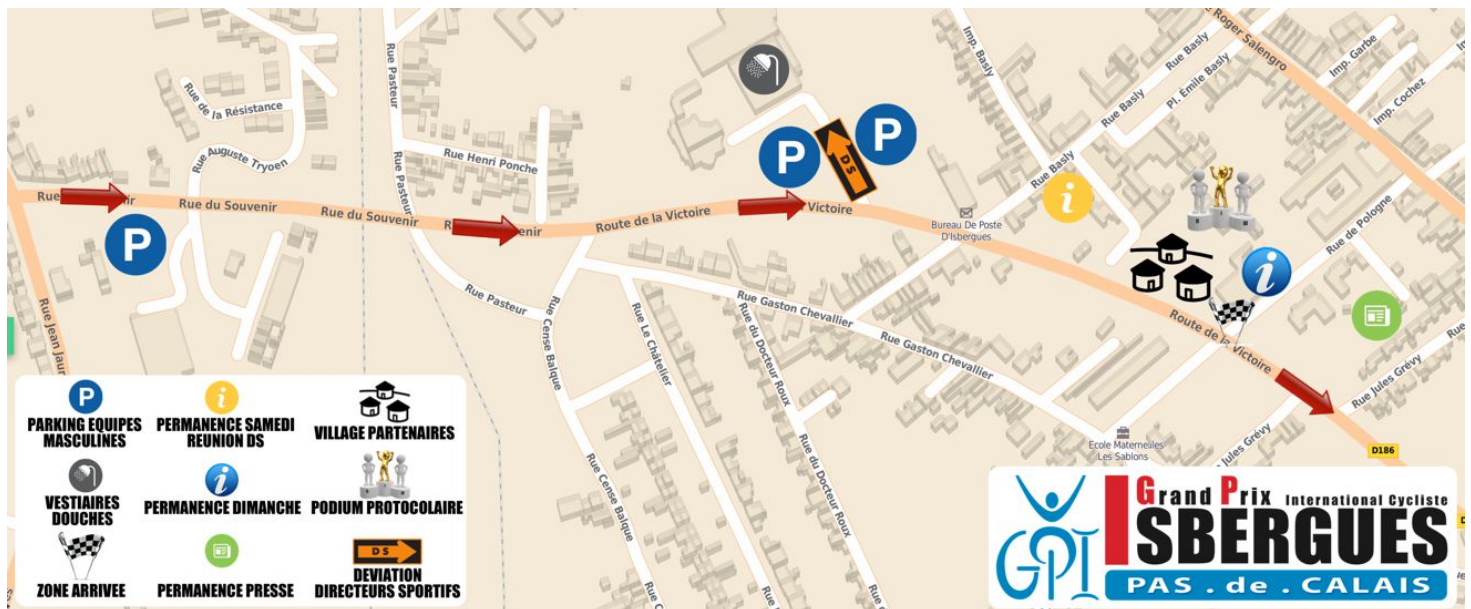 Rue Pasteur
Imp. Basly
Rue Basly
Pl. Émile Basly
Rue Basly
Rue Roger Salengro
Imp. Garbe
Imp. Cochez
Rue de la Résistance
Rue Auguste Tryoen
Rue Henri Ponche
Rue Pasteur
P
P
DS
Rue Basly
i
Rue du Souvenir
Rue du Souvenir
Route de la Victoire
Victoire
Bureau De Poste
D'Isbergues
Rue de Pologne
P
i
Rue Pasteur
Rue Cense Balque
Rue Le Châtelier
Rue du Docteur Roux
Rue Gaston Chevallier
Rue Gaston Chevallier
Route de la Victoire
Rue Jules Grévy
Rue Jules Grévy
Ecole Maternelles
Les Sablons
D186
Rue Cense Balque
Rue du Docteur Roux
P
PARKING EQUIPES
MASCULINES
i
PERMANENCE SAMEDI
REUNION DS
VILLAGE PARTENAIRES
VESTIAIRES
DOUCHES
i
PERMANENCE DIMANCHE
PODIUM PROTOCOLAIRE
ZONE ARRIVEE
PERMANENCE PRESSE
DS
DEVIATION
DIRECTEURS SPORTIFS
GPI
Grand Prix International Cycliste
ISBERGUES
PAS . de . CALAIS